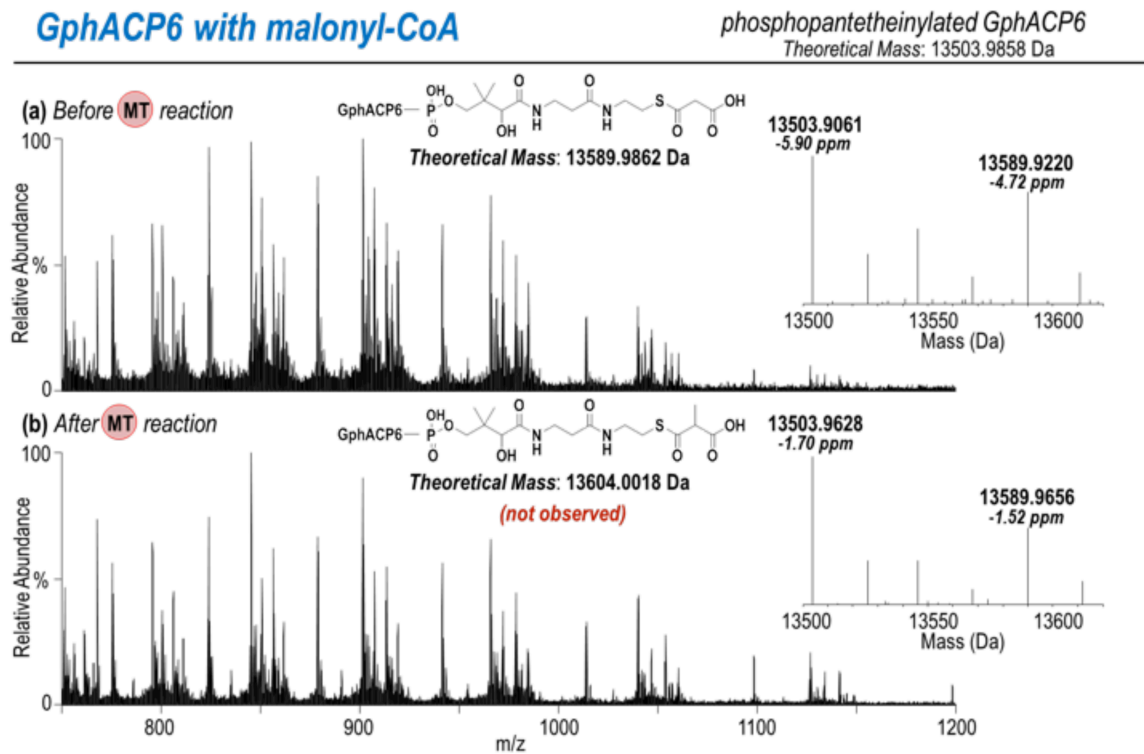 GphACP6 with malonyl-CoA
phosphopantetheinylated GphACP6
Theoretical Mass: 13503.9858 Da
(a) Before MT reaction
GphACP6
OH
P
O
O
O
OH
N
H
O
N
H
S
O
O
OH
Theoretical Mass: 13589.9862 Da
13503.9061
-5.90 ppm
13589.9220
-4.72 ppm
13500
13550
13600
Mass (Da)
100
%
0
Relative Abundance
(b) After MT reaction
GphACP6
OH
P
O
O
O
OH
N
H
O
N
H
S
O
O
OH
Theoretical Mass: 13604.0018 Da
(not observed)
13503.9628
-1.70 ppm
13589.9656
-1.52 ppm
13500
13550
13600
Mass (Da)
100
%
0
Relative Abundance
800
900
1000
1100
1200
m/z